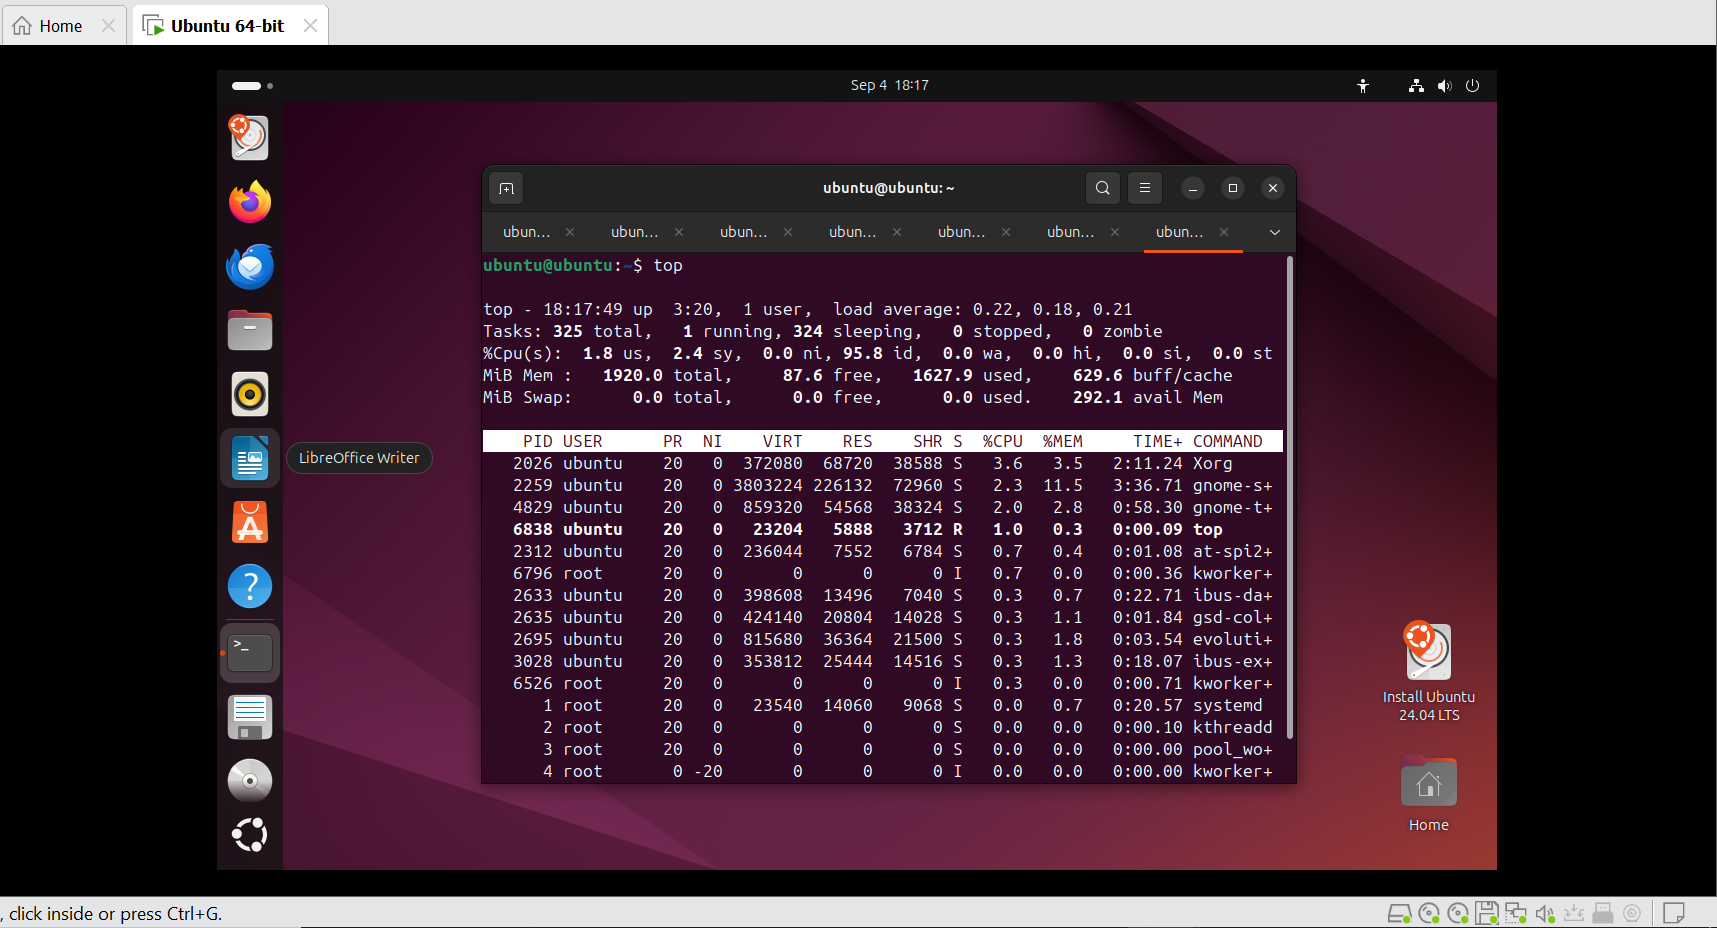 Home
Ubuntu 64-bit
Sep 4 18:17
ubuntu@ubuntu: ~
ubun... ubun... ubun... ubun... ubun... ubun... ubun...
ubuntu@ubuntu:~$ top
top - 18:17:49 up  3:20,  1 user,  load average: 0.22, 0.18, 0.21
Tasks: 325 total,   1 running, 324 sleeping,   0 stopped,   0 zombie
%Cpu(s):  1.8 us,  2.4 sy,  0.0 ni, 95.8 id,  0.0 wa,  0.0 hi,  0.0 si,  0.0 st
MiB Mem :   1920.0 total,     87.6 free,   1627.9 used,    629.6 buff/cache
MiB Swap:      0.0 total,      0.0 free,      0.0 used.    292.1 avail Mem
PID USER      PR  NI    VIRT    RES    SHR S  %CPU  %MEM     TIME+ COMMAND
2026 ubuntu    20   0  372080  68720  38588 S   3.6   3.5   2:11.24 Xorg
2259 ubuntu    20   0 3803224 226132  72960 S   2.3  11.5   3:36.71 gnome-s+
4829 ubuntu    20   0  859320  54568  38324 S   2.0   2.8   0:58.30 gnome-t+
6838 ubuntu    20   0   23204   5888   3712 R   1.0   0.3   0:00.09 top
2312 ubuntu    20   0  236044   7552   6784 S   0.7   0.4   0:01.08 at-spi2+
6796 root      20   0       0      0      0 I   0.7   0.0   0:00.36 kworker+
2633 ubuntu    20   0  398608  13496   7040 S   0.3   0.7   0:22.71 ibus-da+
2635 ubuntu    20   0  424140  20804  14028 S   0.3   1.1   0:01.84 gsd-col+
2695 ubuntu    20   0  815680  36364  21500 S   0.3   1.8   0:03.54 evoluti+
3028 ubuntu    20   0  353812  25444  14516 S   0.3   1.3   0:18.07 ibus-ex+
6526 root      20   0       0      0      0 I   0.3   0.0   0:00.71 kworker+
1 root      20   0   23540  14060   9068 S   0.0   0.7   0:20.57 systemd
2 root      20   0       0      0      0 S   0.0   0.0   0:00.10 kthreadd
3 root      20   0       0      0      0 S   0.0   0.0   0:00.00 pool_wo+
4 root       0 -20       0      0      0 I   0.0   0.0   0:00.00 kworker+
LibreOffice Writer
Install Ubuntu
24.04 LTS
Home
, click inside or press Ctrl+G.